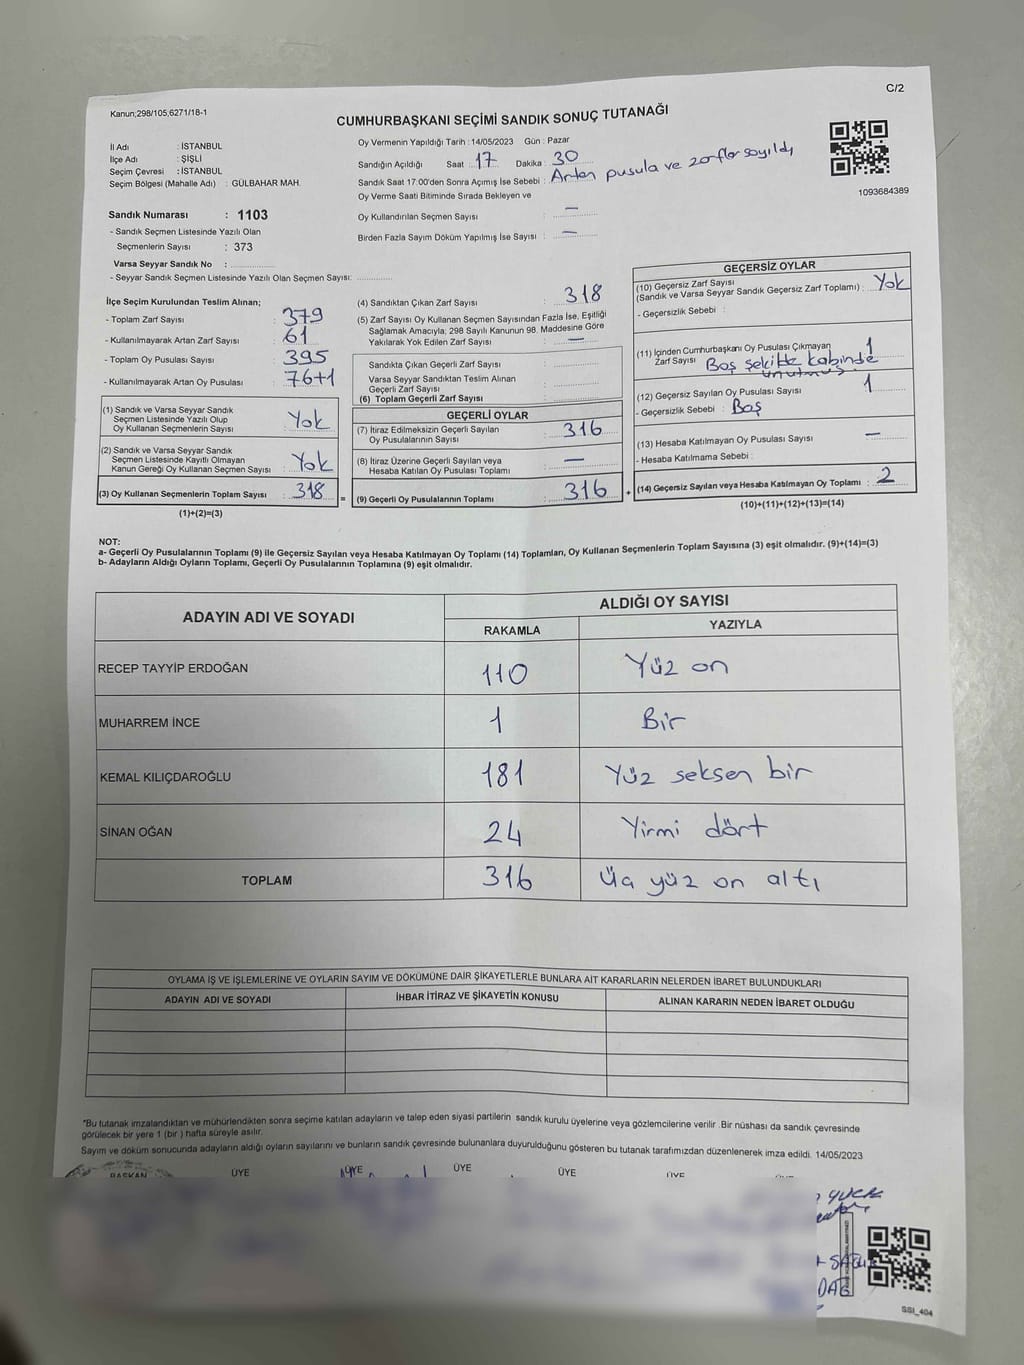 C/2
Kanun;298/105,6271/18-1
CUMHURBAŞKANI SEÇİMİ SANDIK SONUÇ TUTANAĞI
İl Adı : İSTANBUL
İlçe Adı : ŞİŞLİ
Seçim Çevresi : İSTANBUL
Seçim Bölgesi (Mahalle Adı) : GÜLBAHAR MAH.
Sandık Numarası : 1103
- Sandık Seçmen Listesinde Yazılı Olan
Seçmenlerin Sayısı : 373
Varsa Seyyar Sandık No :
- Seyyar Sandık Seçmen Listesinde Yazılı Olan Seçmen Sayısı:
Oy Vermenin Yapıldığı Tarih : 14/05/2023 Gün : Pazar
Sandığın Açıldığı Saat : 17 Dakika : 30
Sandık Saat 17:00'den Sonra Açımış İse Sebebi : Artan pusula ve zarflar sayıldı
Oy Verme Saati Bitiminde Sırada Bekleyen ve
Oy Kullandırılan Seçmen Sayısı : —
Birden Fazla Sayım Döküm Yapılmış İse Sayısı : —
1093684389
İlçe Seçim Kurulundan Teslim Alınan;
- Toplam Zarf Sayısı : 379
- Kullanılmayarak Artan Zarf Sayısı : 61
- Toplam Oy Pusulası Sayısı : 395
- Kullanılmayarak Artan Oy Pusulası : 76+1
(1) Sandık ve Varsa Seyyar Sandık
Seçmen Listesinde Yazılı Olup
Oy Kullanan Seçmenlerin Sayısı : Yok
(2) Sandık ve Varsa Seyyar Sandık
Seçmen Listesinde Kayıtlı Olmayan
Kanun Gereği Oy Kullanan Seçmen Sayısı : Yok
(3) Oy Kullanan Seçmenlerin Toplam Sayısı : 318
(1)+(2)=(3)
(4) Sandıktan Çıkan Zarf Sayısı : 318
(5) Zarf Sayısı Oy Kullanan Seçmen Sayısından Fazla İse, Eşitliği
Sağlamak Amacıyla; 298 Sayılı Kanunun 98. Maddesine Göre
Yakılarak Yok Edilen Zarf Sayısı : —
Sandıkta Çıkan Geçerli Zarf Sayısı :
Varsa Seyyar Sandıktan Teslim Alınan
Geçerli Zarf Sayısı :
(6) Toplam Geçerli Zarf Sayısı :
GEÇERLİ OYLAR
(7) İtiraz Edilmeksizin Geçerli Sayılan
Oy Pusulalarının Sayısı : 316
(8) İtiraz Üzerine Geçerli Sayılan veya
Hesaba Katılan Oy Pusulası Toplamı : —
= (9) Geçerli Oy Pusulalarının Toplamı : 316
GEÇERSİZ OYLAR
(10) Geçersiz Zarf Sayısı
(Sandık ve Varsa Seyyar Sandık Geçersiz Zarf Toplamı) : Yok
- Geçersizlik Sebebi :
(11) İçinden Cumhurbaşkanı Oy Pusulası Çıkmayan
Zarf Sayısı : 1
Boş şekilde kabinde
unutmuş
(12) Geçersiz Sayılan Oy Pusulası Sayısı : 1
- Geçersizlik Sebebi : Boş
(13) Hesaba Katılmayan Oy Pusulası Sayısı : —
- Hesaba Katılmama Sebebi :
+ (14) Geçersiz Sayılan veya Hesaba Katılmayan Oy Toplamı : 2
(10)+(11)+(12)+(13)=(14)
NOT:
a- Geçerli Oy Pusulalarının Toplamı (9) ile Geçersiz Sayılan veya Hesaba Katılmayan Oy Toplamı (14) Toplamları, Oy Kullanan Seçmenlerin Toplam Sayısına (3) eşit olmalıdır. (9)+(14)=(3)
b- Adayların Aldığı Oyların Toplamı, Geçerli Oy Pusulalarının Toplamına (9) eşit olmalıdır.
ADAYIN ADI VE SOYADI ALDIĞI OY SAYISI
RAKAMLA YAZIYLA
RECEP TAYYİP ERDOĞAN 110 Yüz on
MUHARREM İNCE 1 Bir
KEMAL KILIÇDAROĞLU 181 Yüz seksen bir
SİNAN OĞAN 24 Yirmi dört
TOPLAM 316 Üç yüz on altı
OYLAMA İŞ VE İŞLEMLERİNE VE OYLARIN SAYIM VE DÖKÜMÜNE DAİR ŞİKAYETLERLE BUNLARA AİT KARARLARIN NELERDEN İBARET BULUNDUKLARI
ADAYIN ADI VE SOYADI İHBAR İTİRAZ VE ŞİKAYETİN KONUSU ALINAN KARARIN NEDEN İBARET OLDUĞU
*Bu tutanak imzalandıktan ve mühürlendikten sonra seçime katılan adayların ve talep eden siyasi partilerin sandık kurulu üyelerine veya gözlemcilerine verilir .Bir nüshası da sandık çevresinde
görülecek bir yere 1 (bir ) hafta süreyle asılır.
Sayım ve döküm sonucunda adayların aldığı oyların sayılarını ve bunların sandık çevresinde bulunanlara duyurulduğunu gösteren bu tutanak tarafımızdan düzenlenerek imza edildi. 14/05/2023
BAŞKAN ÜYE ÜYE ÜYE ÜYE ÜYE
SSI_404